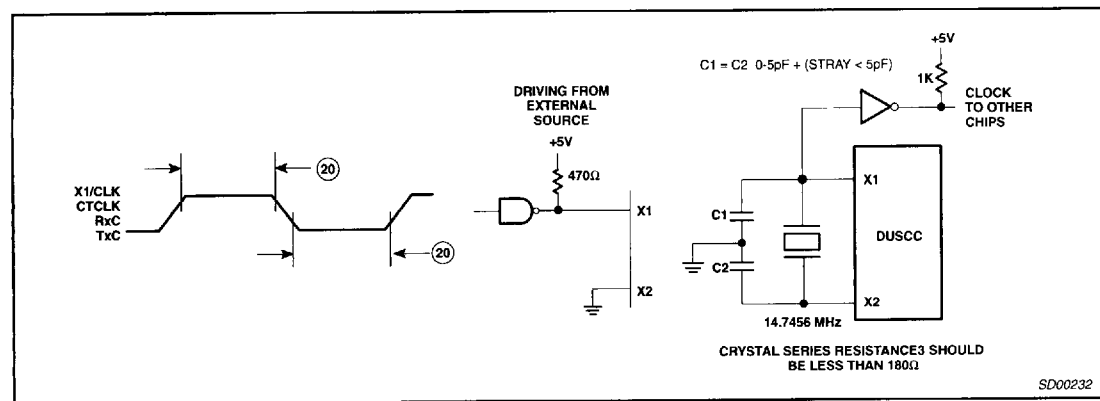 X1/CLK
CTCLK
RxC
TxC
20
20
DRIVING FROM
EXTERNAL
SOURCE
+5V
470Ω
X1
X2
C1 = C2 0-5pF + (STRAY < 5pF)
+5V
1K
CLOCK
TO OTHER
CHIPS
C1
C2
X1
DUSCC
X2
14.7456 MHz
CRYSTAL SERIES RESISTANCE3 SHOULD
BE LESS THAN 180Ω
SD00232